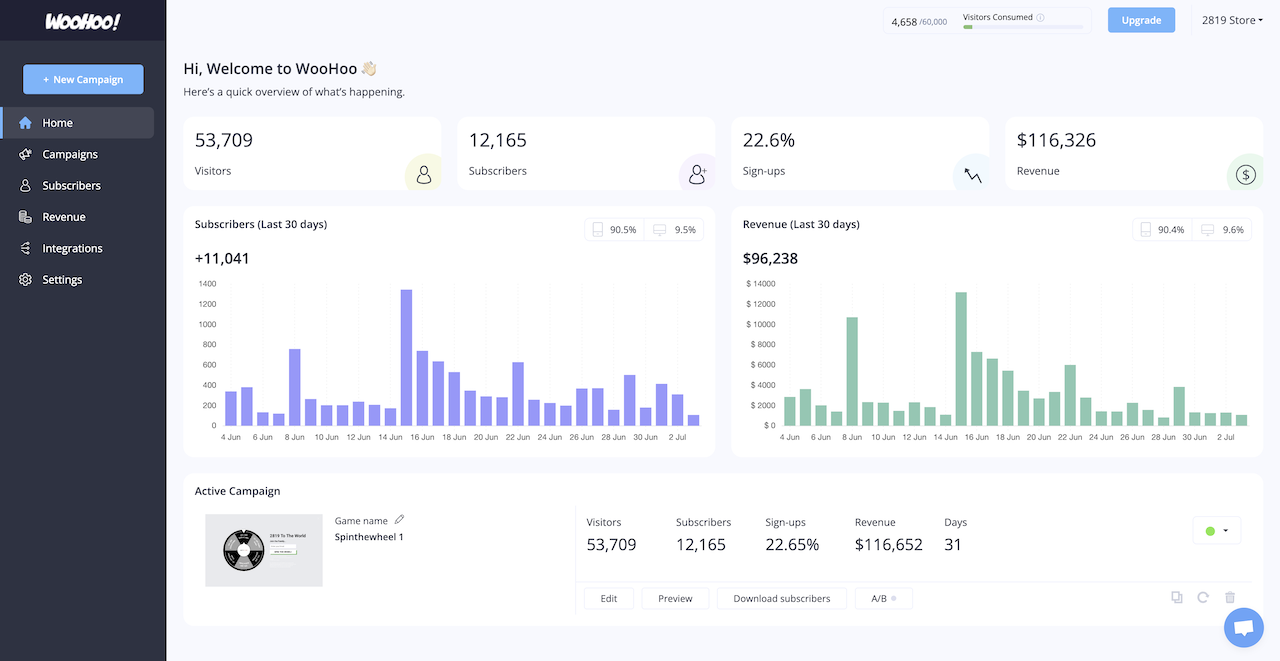 WooHoo!
4,658 /60,000
Visitors Consumed
Upgrade
2819 Store
+ New Campaign
Home
Campaigns
Subscribers
Revenue
Integrations
Settings
Hi, Welcome to WooHoo 👋🏻
Here's a quick overview of what's happening.
53,709
Visitors
12,165
Subscribers
22.6%
Sign-ups
$116,326
Revenue
Subscribers (Last 30 days)
90.5%
9.5%
+11,041
1400
1200
1000
800
600
400
200
0
4 Jun 6 Jun 8 Jun 10 Jun 12 Jun 14 Jun 16 Jun 18 Jun 20 Jun 22 Jun 24 Jun 26 Jun 28 Jun 30 Jun 2 Jul
Revenue (Last 30 days)
90.4%
9.6%
$96,238
$ 14000
$ 12000
$ 10000
$ 8000
$ 6000
$ 4000
$ 2000
$ 0
4 Jun 6 Jun 8 Jun 10 Jun 12 Jun 14 Jun 16 Jun 18 Jun 20 Jun 22 Jun 24 Jun 26 Jun 28 Jun 30 Jun 2 Jul
Active Campaign
2819 To The World
Game name
Spinthewheel 1
Visitors
53,709
Subscribers
12,165
Sign-ups
22.65%
Revenue
$116,652
Days
31
Edit
Preview
Download subscribers
A/B